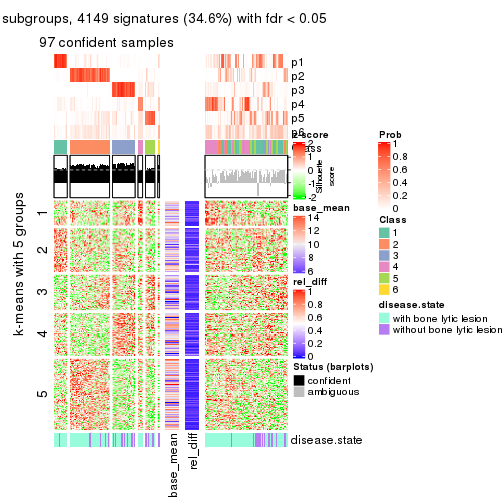 subgroups, 4149 signatures (34.6%) with fdr < 0.05
97 confident samples
p1
p2
p3
p4
p5
p6
Class
Silhouette
score
k-means with 5 groups
1
2
3
4
5
base_mean
rel_diff
disease.state
z-score
2
1
0
-1
-2
base_mean
14
12
10
8
6
rel_diff
1
0.8
0.6
0.4
0.2
0
Status (barplots)
confident
ambiguous
Prob
1
0.8
0.6
0.4
0.2
0
Class
1
2
3
4
5
6
disease.state
with bone lytic lesion
without bone lytic lesion